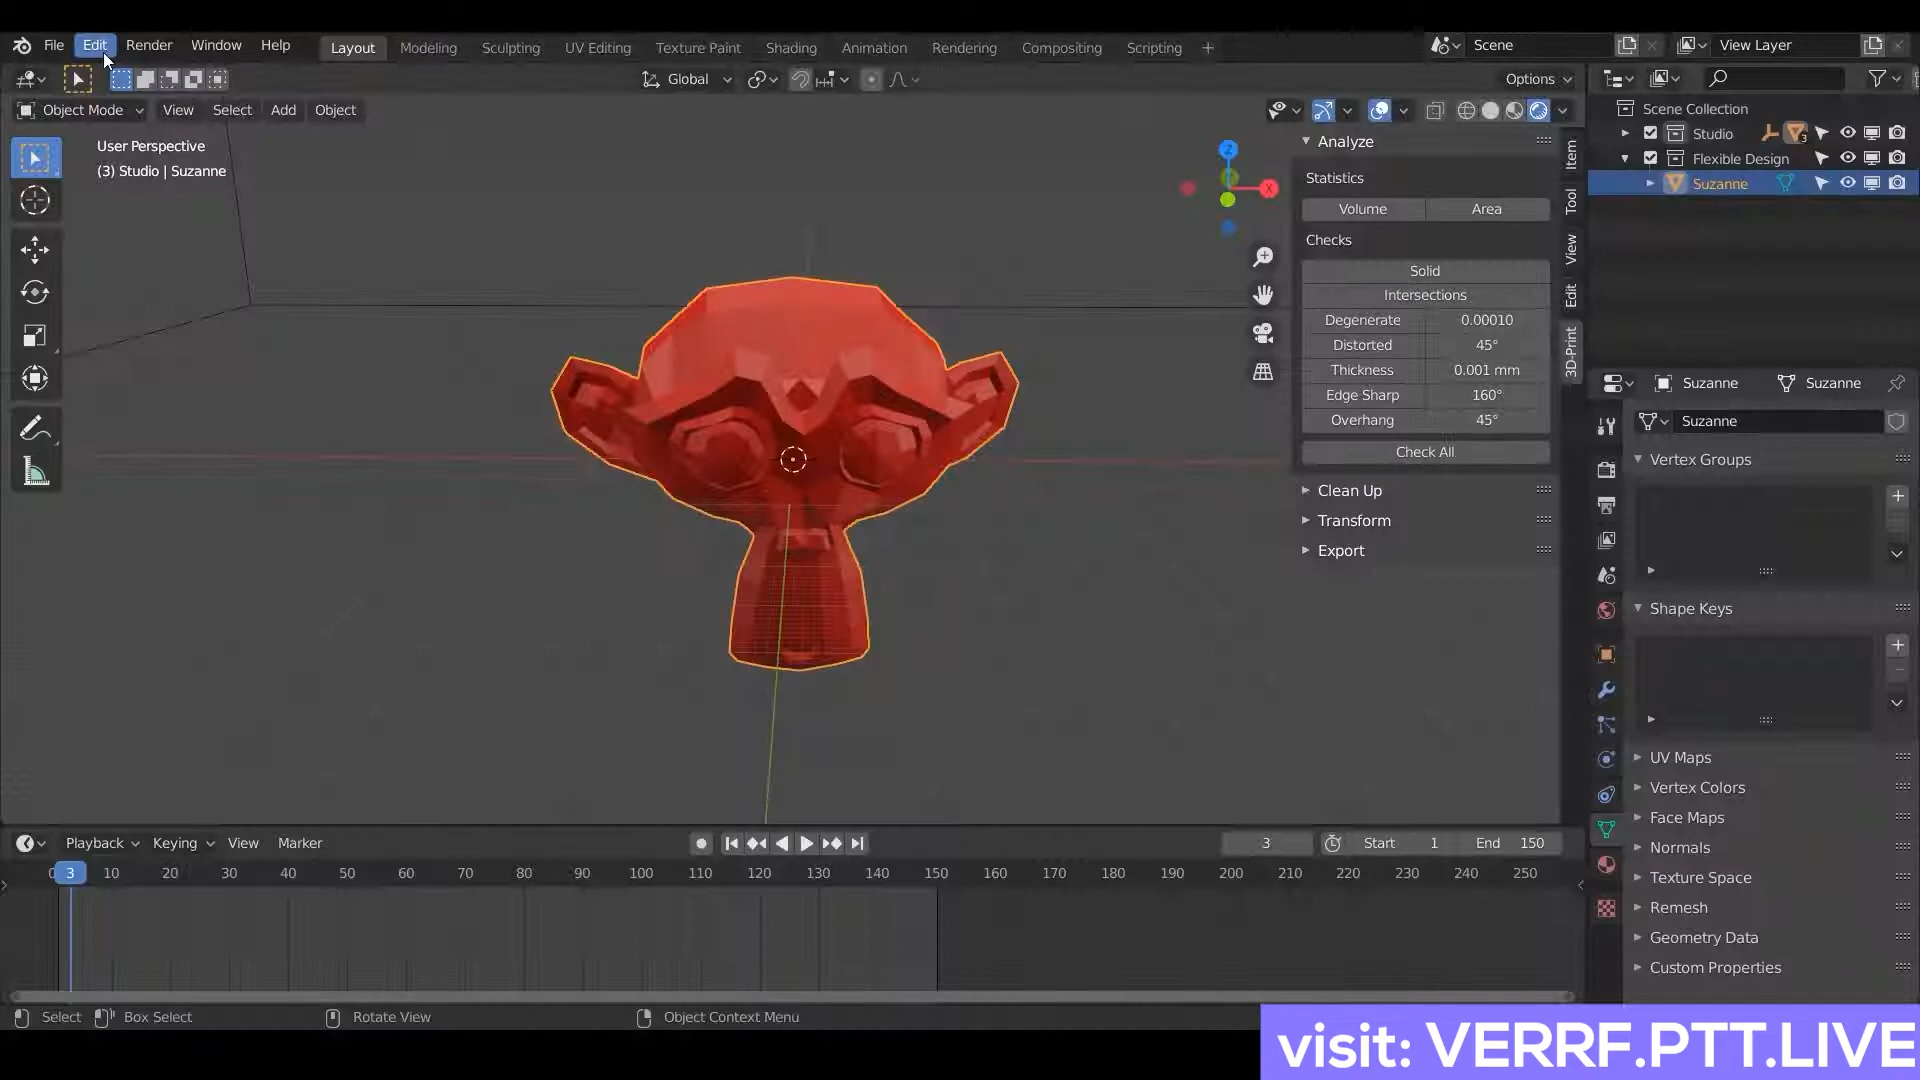 File Edit Render Window Help Layout Modeling Sculpting UV Editing Texture Paint Shading Animation Rendering Compositing Scripting + Scene View Layer
Global Options
Object Mode View Select Add Object
User Perspective
(3) Studio | Suzanne
Z
X
Analyze
Statistics
Volume Area
Checks
Solid
Intersections
Degenerate 0.00010
Distorted 45°
Thickness 0.001 mm
Edge Sharp 160°
Overhang 45°
Check All
Clean Up
Transform
Export
Item
Tool
View
Edit
3D-Print
Scene Collection
Studio 3
Flexible Design
Suzanne
Suzanne Suzanne
Suzanne
Vertex Groups
Shape Keys
UV Maps
Vertex Colors
Face Maps
Normals
Texture Space
Remesh
Geometry Data
Custom Properties
Playback Keying View Marker 3 Start 1 End 150
0 3 10 20 30 40 50 60 70 80 90 100 110 120 130 140 150 160 170 180 190 200 210 220 230 240 250
Select Box Select Rotate View Object Context Menu
visit: VERRF.PTT.LIVE